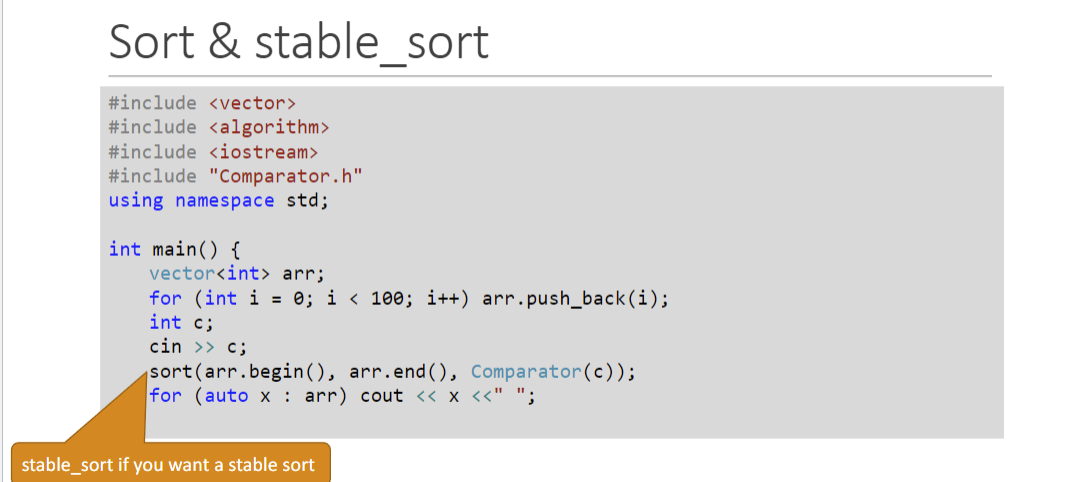 Sort & stable_sort
#include <vector>
#include <algorithm>
#include <iostream>
#include "Comparator.h"
using namespace std;
int main() {
vector<int> arr;
for (int i = 0; i < 100; i++) arr.push_back(i);
int c;
cin >> c;
sort(arr.begin(), arr.end(), Comparator(c));
for (auto x : arr) cout << x <<" ";
stable_sort if you want a stable sort